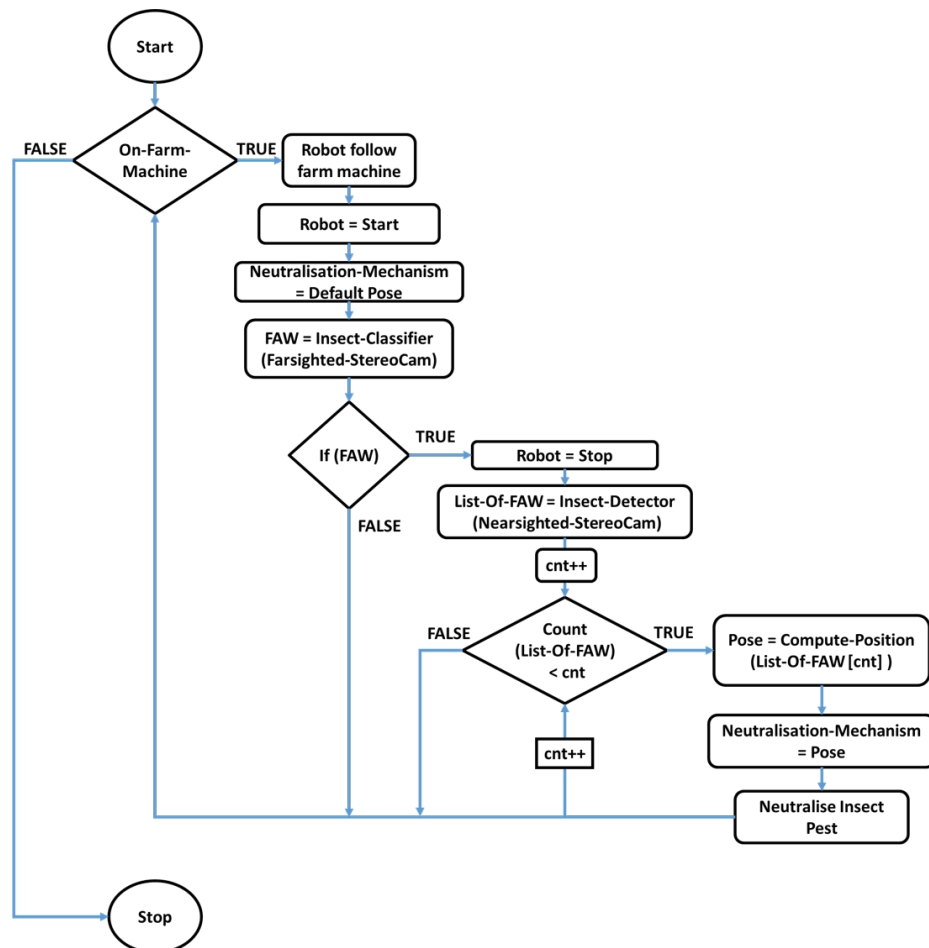 Start
FALSE
On-Farm-
Machine
TRUE
Robot follow
farm machine
Robot = Start
Neutralisation-Mechanism
= Default Pose
FAW = Insect-Classifier
(Farsighted-StereoCam)
If (FAW)
TRUE
FALSE
Robot = Stop
List-Of-FAW = Insect-Detector
(Nearsighted-StereoCam)
cnt++
FALSE
Count
(List-Of-FAW)
< cnt
TRUE
Pose = Compute-Position
(List-Of-FAW [cnt] )
Neutralisation-Mechanism
= Pose
cnt++
Neutralise Insect
Pest
Stop